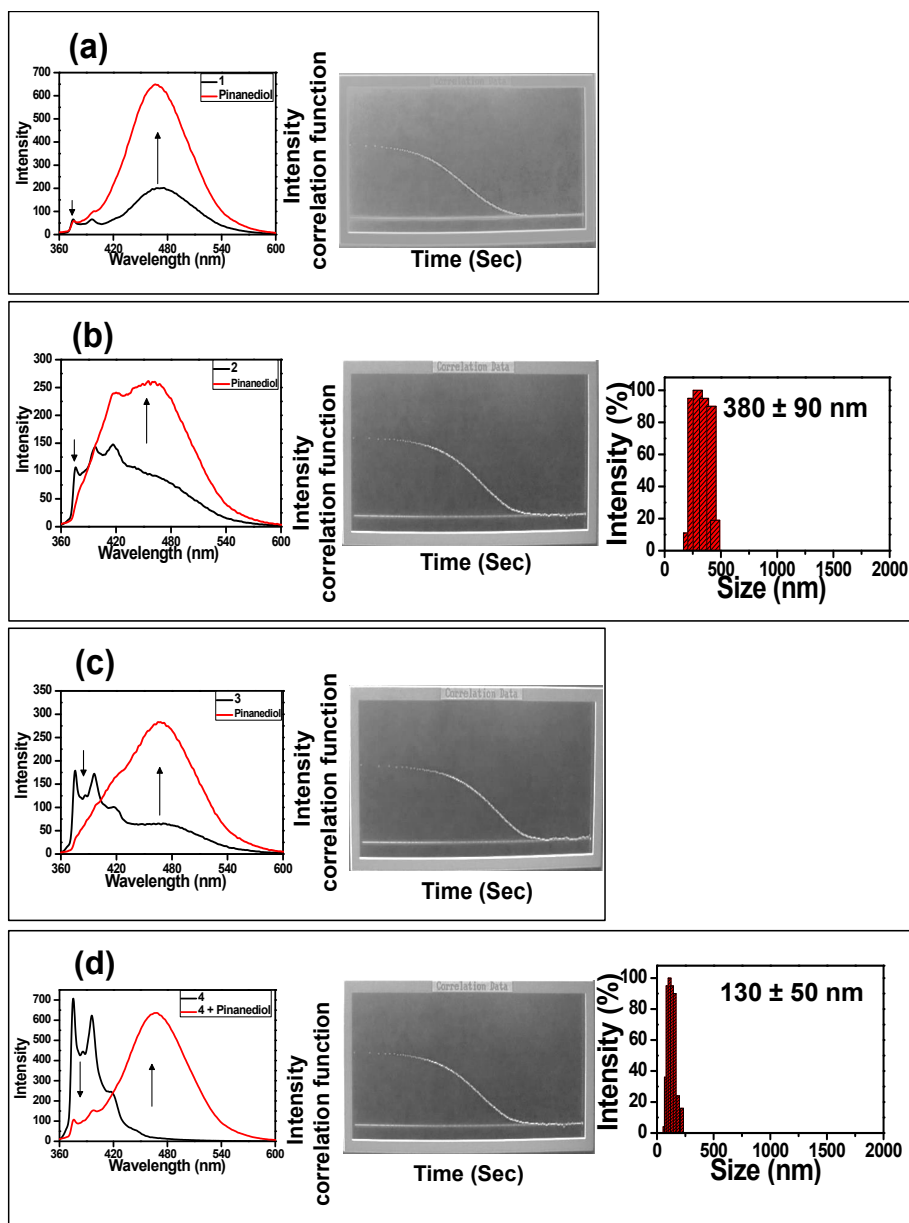 (a)
700
600
500
400
300
200
100
0
Intensity
360 420 480 540 600
Wavelength (nm)
1
Pinanediol
Intensity
correlation function
Correlation Data
Time (Sec)
(b)
300
250
200
150
100
50
0
Intensity
360 420 480 540 600
Wavelength (nm)
2
Pinanediol
Intensity
correlation function
Correlation Data
Time (Sec)
100
80
60
40
20
0
Intensity (%)
380 ± 90 nm
0 500 1000 1500 2000
Size (nm)
(c)
350
300
250
200
150
100
50
0
Intensity
360 420 480 540 600
Wavelength (nm)
3
Pinanediol
Intensity
correlation function
Correlation Data
Time (Sec)
(d)
700
600
500
400
300
200
100
0
Intensity
360 420 480 540 600
Wavelength (nm)
4
4 + Pinanediol
Intensity
correlation function
Correlation Data
Time (Sec)
100
80
60
40
20
0
Intensity (%)
130 ± 50 nm
0 500 1000 1500 2000
Size (nm)